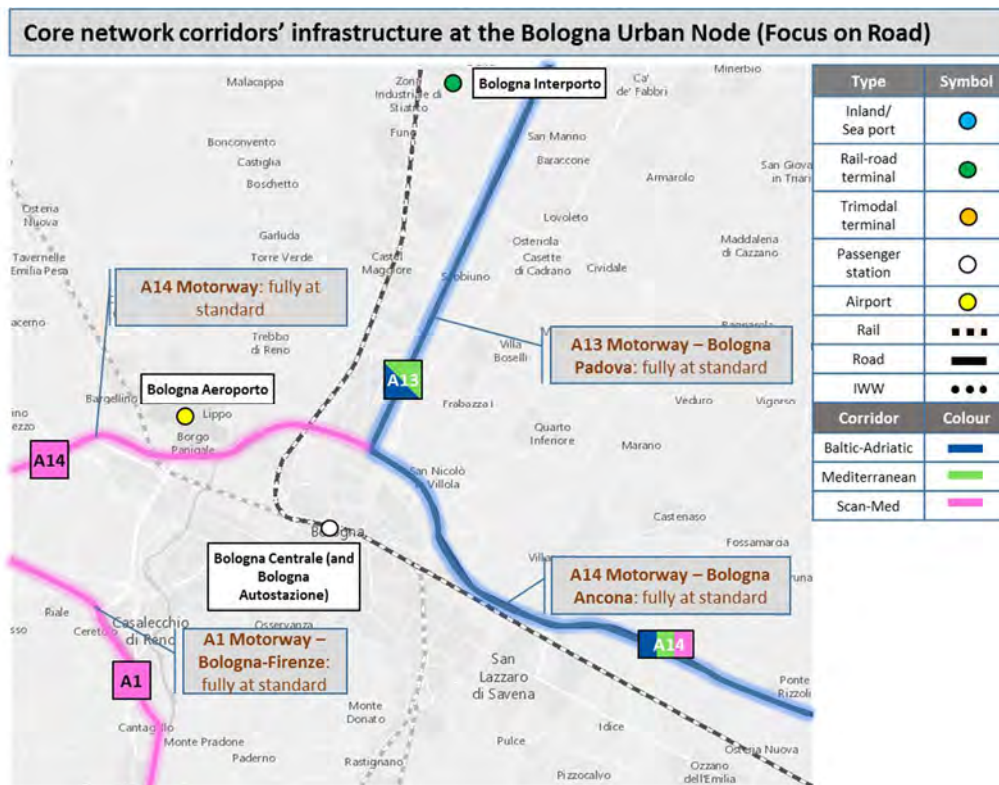 Core network corridors' infrastructure at the Bologna Urban Node (Focus on Road)
Malacappa
Zona
Industriale di
Stiatico
Bologna Interporto
Ca'
de' Fabbri
Minerbio
Funo
San Marino
Bonconvento
Castiglia
Boschetto
Baraccone
Armarolo
San Giova
in Triari
Osteria
Nuova
Lovoleto
Garluda
Torre Verde
Castel
Maggiore
Osteriola
Casette
di Cadrano
Cividale
Maddalena
di Cazzano
Tavernelle
Emilia Pesa
Sabbiuno
A14 Motorway: fully at
standard
Trebbo
di Reno
Villa
Boselli
A13 Motorway – Bologna
Padova: fully at standard
A13
Bologna Aeroporto
Bargellino
Lippo
Frabazza I
Veduro
Vigorso
Borgo
Panigale
Quarto
Inferiore
Marano
A14
San Nicolò
Villola
Castenaso
Bologna
Fossamarcia
Bologna Centrale (and
Bologna
Autostazione)
A14 Motorway – Bologna
Ancona: fully at standard
Riale
Ceretolo
Casalecchio
di Reno
Osservanza
A1 Motorway –
Bologna-Firenze:
fully at standard
A14
A1
San
Lazzaro
di Savena
Ponte
Rizzoli
Monte
Donato
Idice
Monte Pradone
Paderno
Rastignano
Pulce
Pizzocalvo
Osteria Nuova
Ozzano
dell'Emilia
Type Symbol
Inland/
Sea port
Rail-road
terminal
Trimodal
terminal
Passenger
station
Airport
Rail
Road
IWW
Corridor Colour
Baltic-Adriatic
Mediterranean
Scan-Med